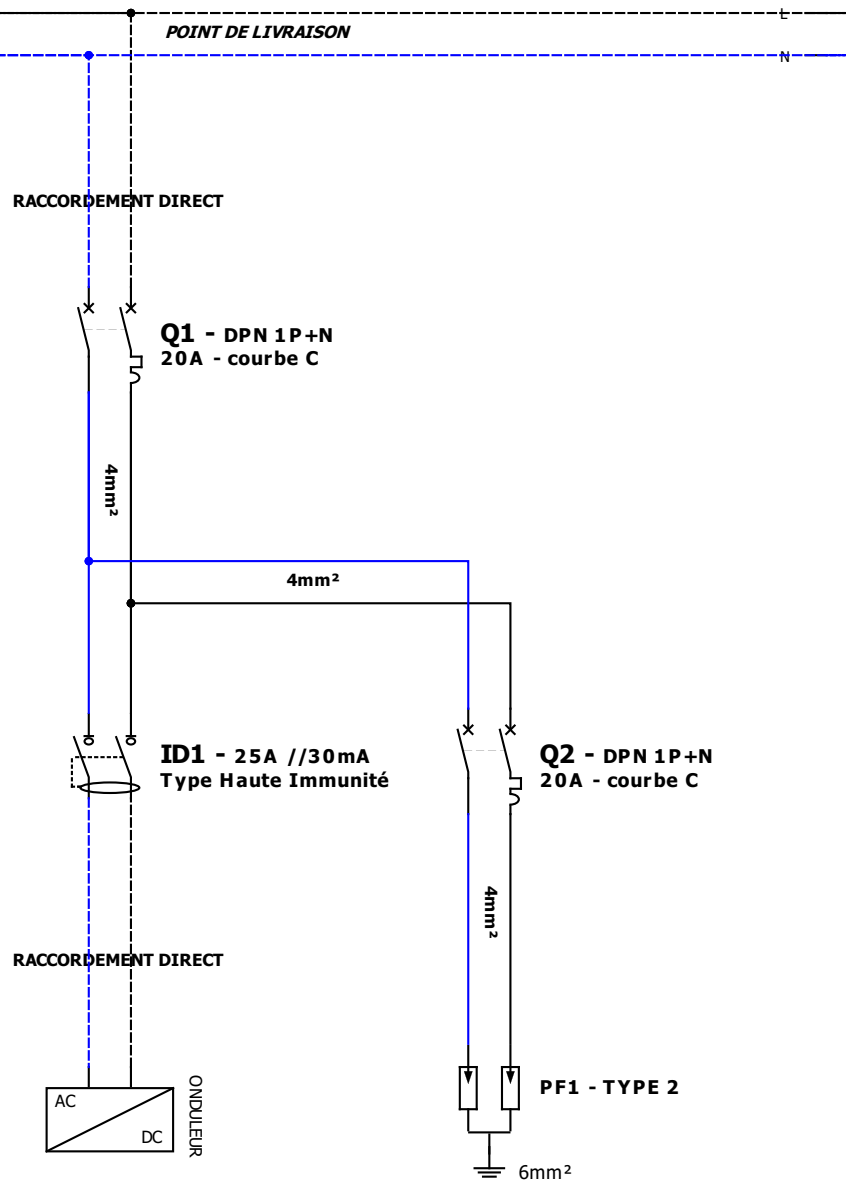 L
POINT DE LIVRAISON
N
RACCORDEMENT DIRECT
Q1 - DPN 1P+N
20A - courbe C
4mm²
4mm²
ID1 - 25A //30mA
Type Haute Immunité
Q2 - DPN 1P+N
20A - courbe C
4mm²
RACCORDEMENT DIRECT
ONDULEUR
AC
DC
PF1 - TYPE 2
6mm²